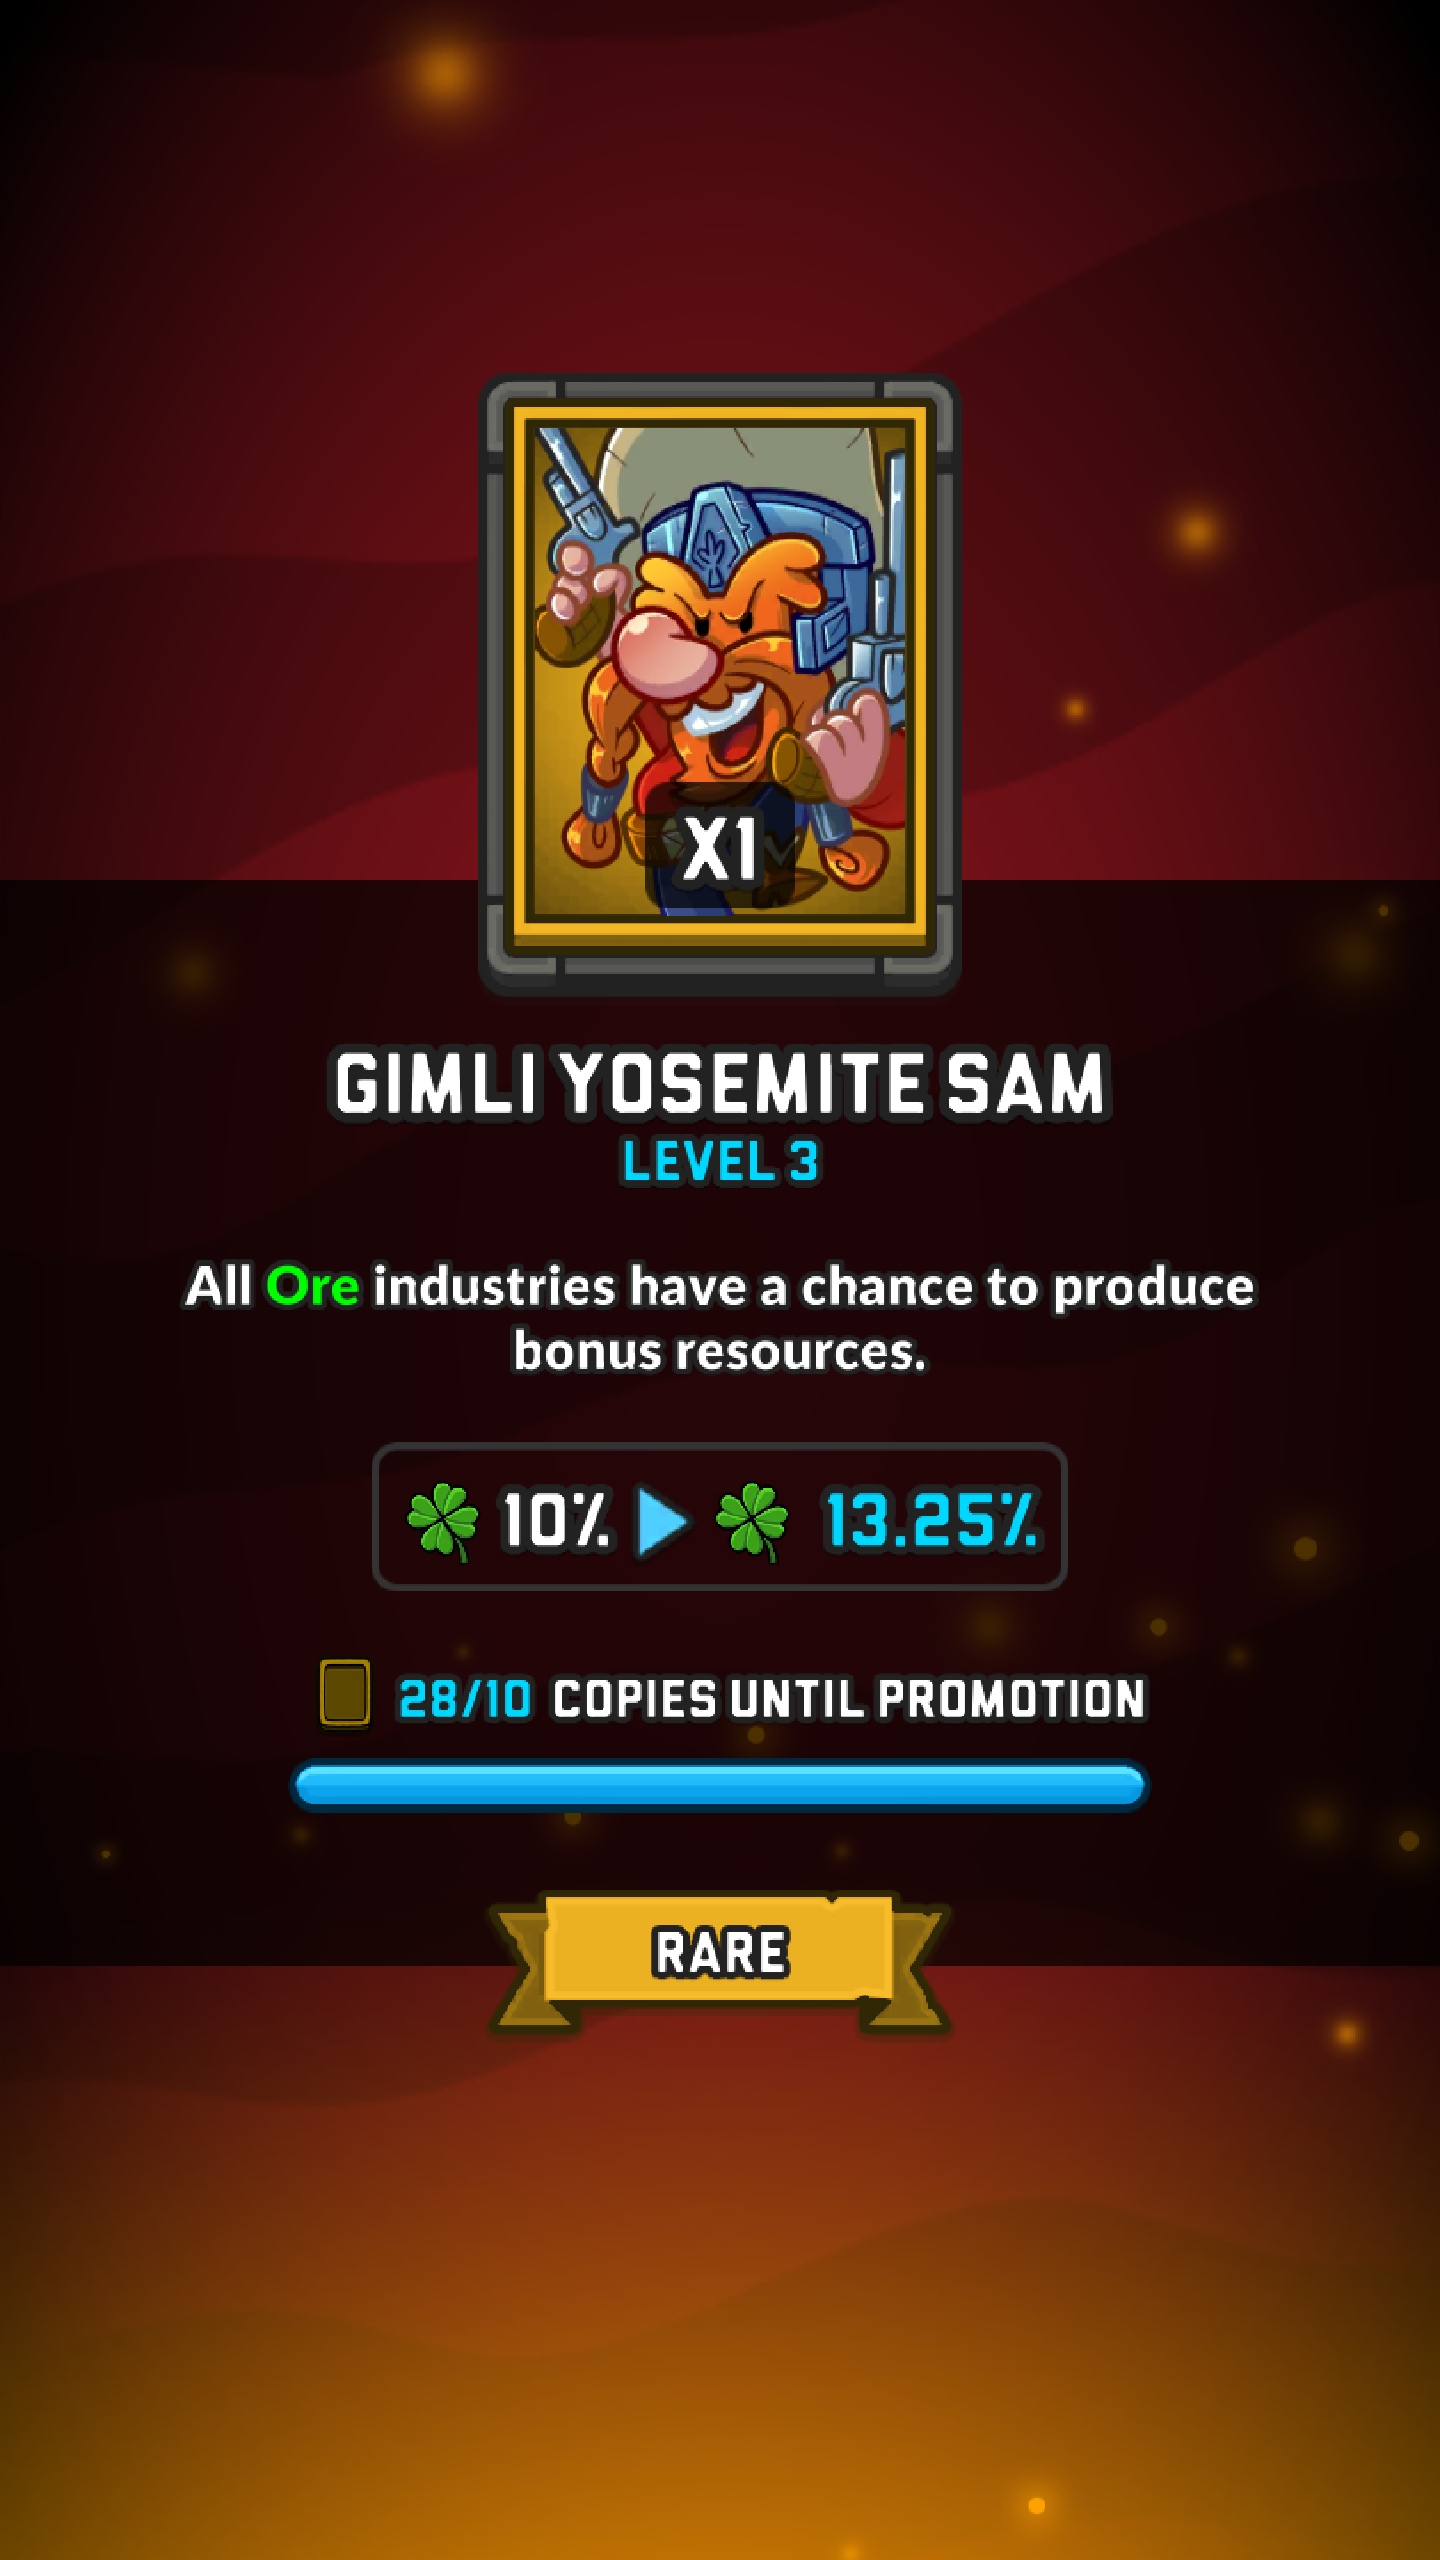 X1
GIMLI YOSEMITE SAM
LEVEL 3
All Ore industries have a chance to produce
bonus resources.
10% 13.25%
28/10 COPIES UNTIL PROMOTION
RARE